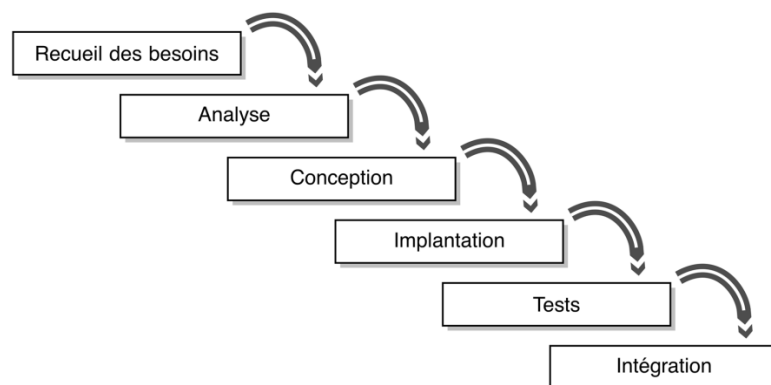 Recueil des besoins
Analyse
Conception
Implantation
Tests
Intégration